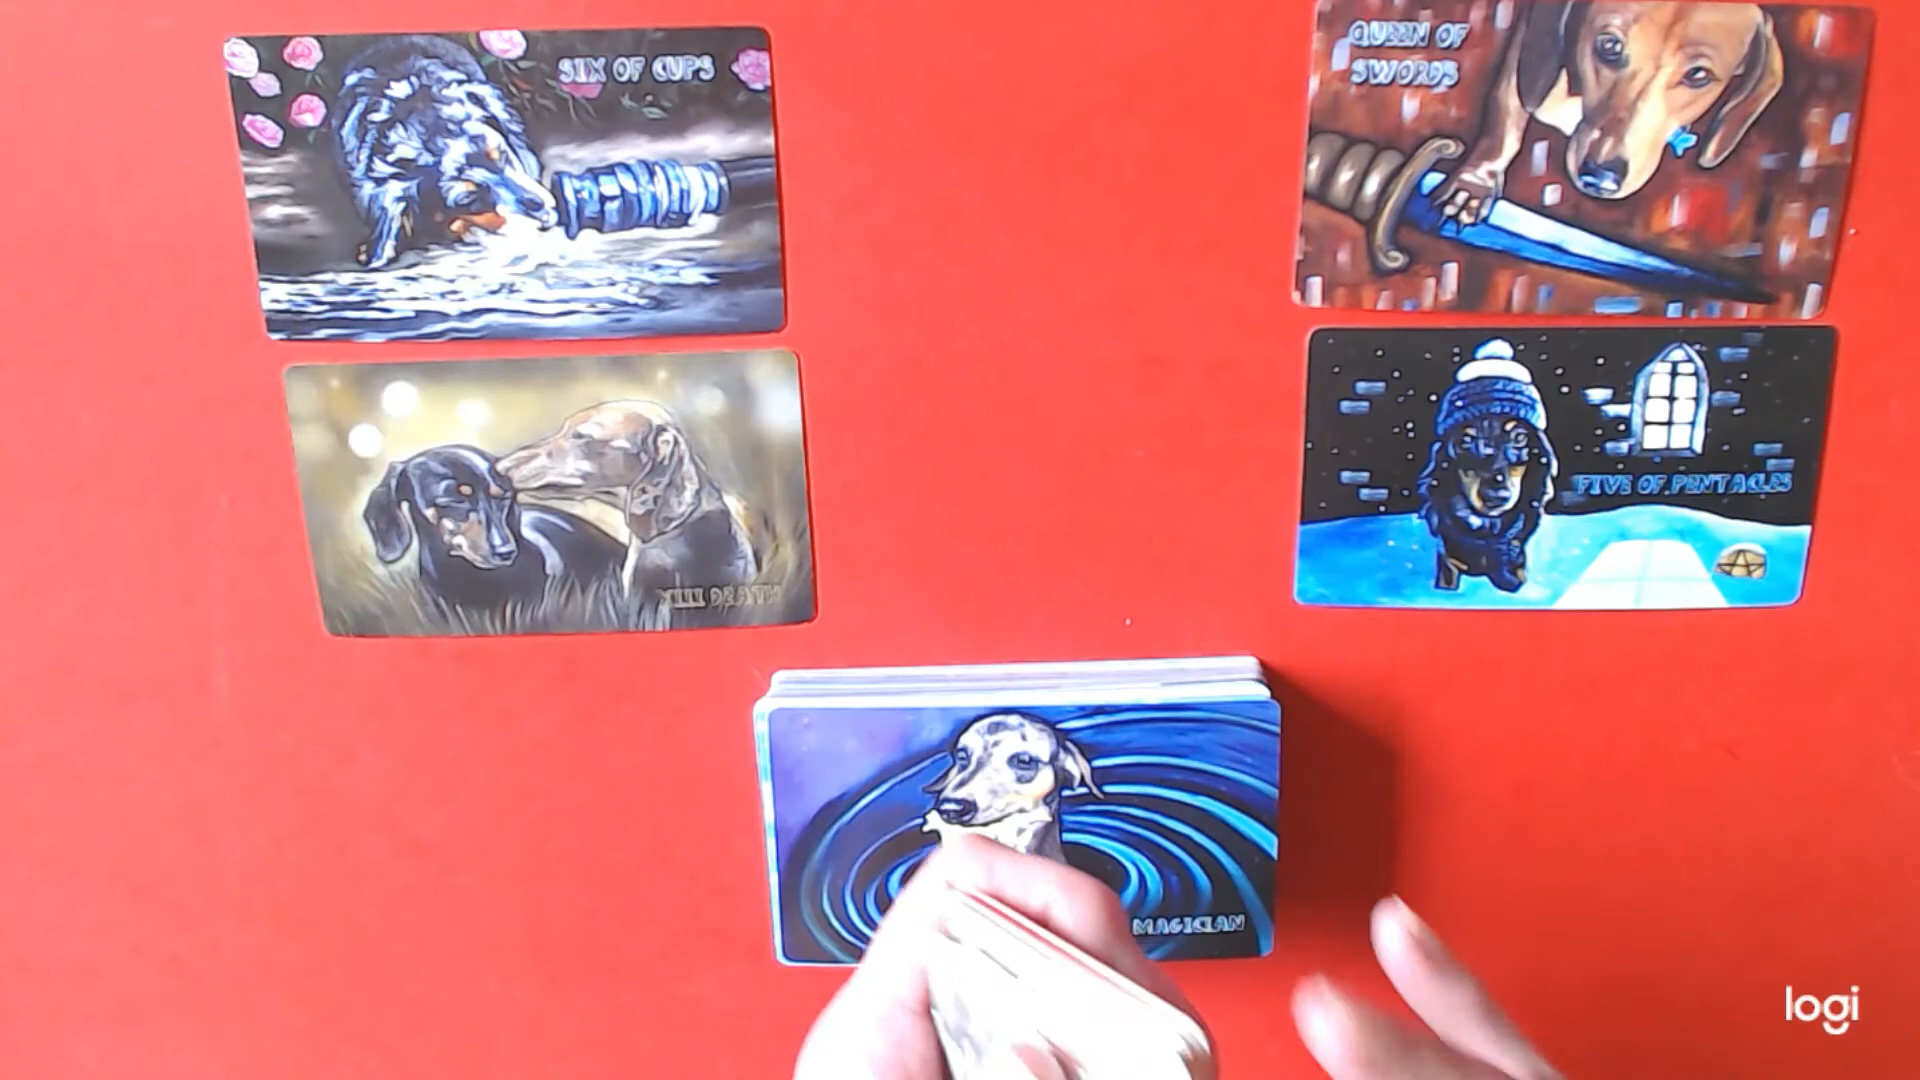 SIX OF CUPS
QUEEN OF
SWORDS
XIII DEATH
FIVE OF PENTACLES
MAGICIAN
logi